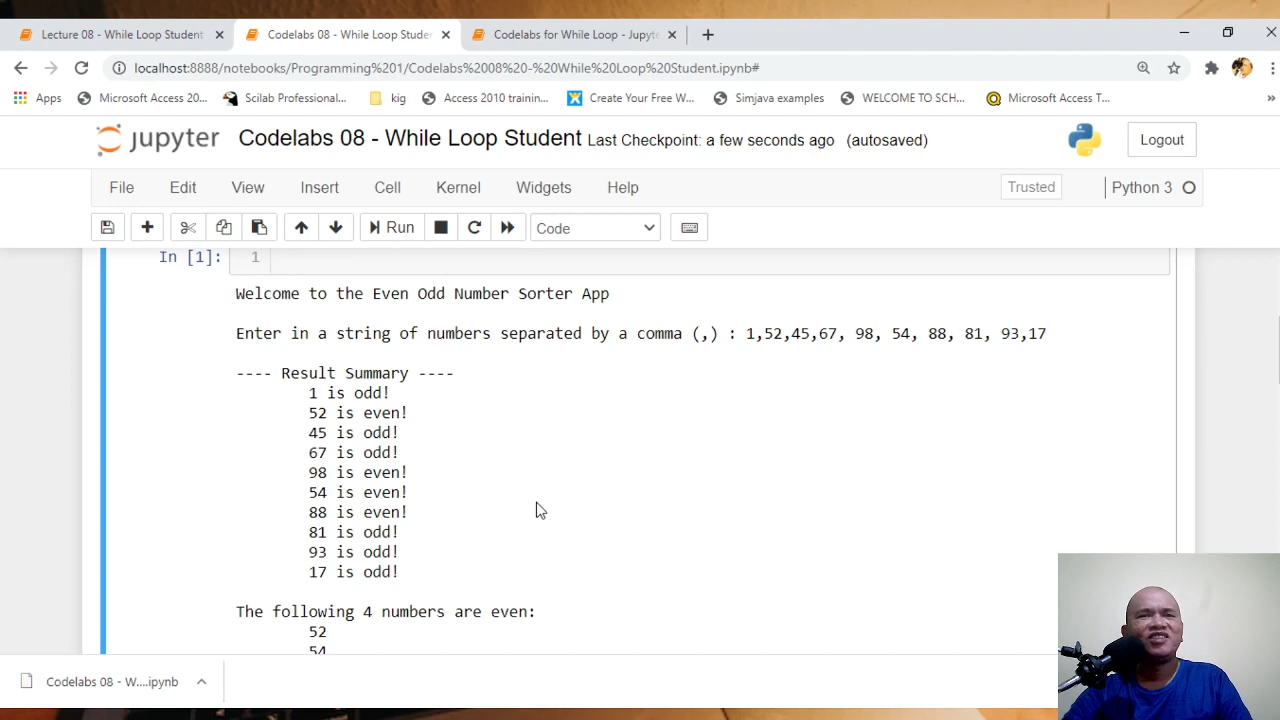 Lecture 08 - While Loop Student
Codelabs 08 - While Loop Stude
Codelabs for While Loop - Jupyte
localhost:8888/notebooks/Programming%201/Codelabs%2008%20-%20While%20Loop%20Student.ipynb#
Apps
Microsoft Access 20...
Scilab Professional...
kig
Access 2010 training...
Create Your Free W...
Simjava examples
WELCOME TO SCH...
Microsoft Access T...
»
jupyter
Codelabs 08 - While Loop Student Last Checkpoint: a few seconds ago (autosaved)
Logout
File Edit View Insert Cell Kernel Widgets Help
Trusted
Python 3
Run
Code
In [1]: 1
Welcome to the Even Odd Number Sorter App
Enter in a string of numbers separated by a comma (,) : 1,52,45,67, 98, 54, 88, 81, 93,17
---- Result Summary ----
1 is odd!
52 is even!
45 is odd!
67 is odd!
98 is even!
54 is even!
88 is even!
81 is odd!
93 is odd!
17 is odd!
The following 4 numbers are even:
52
54
Codelabs 08 - W....ipynb